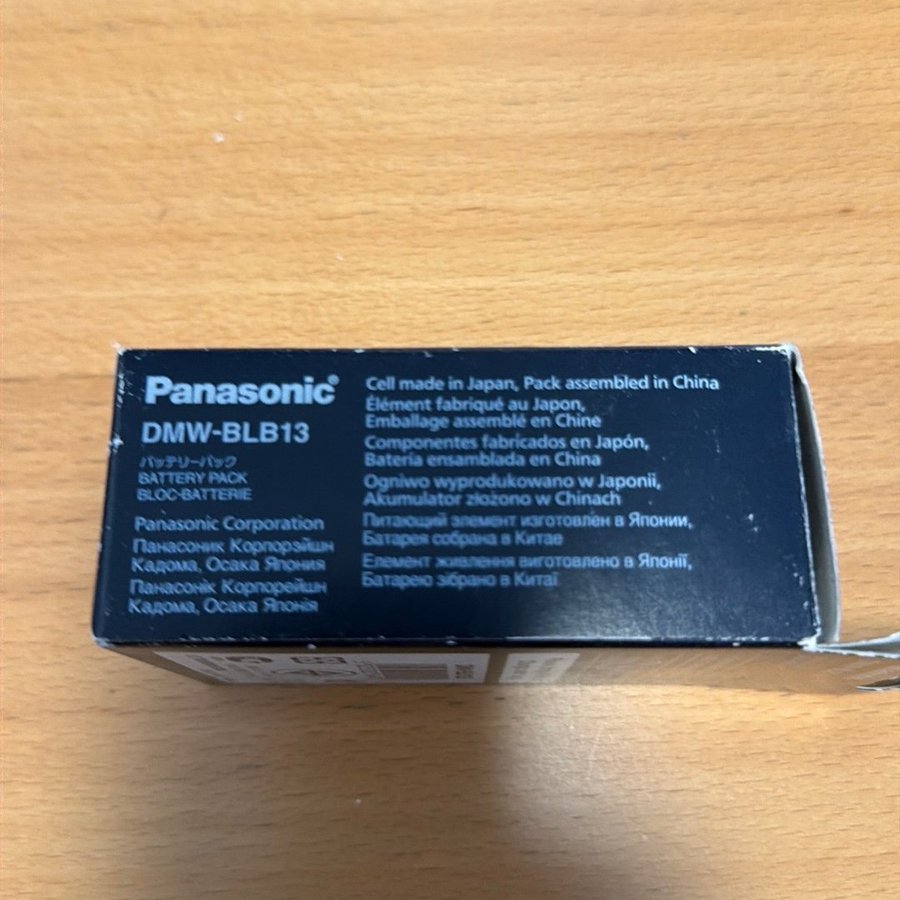 Panasonic®
DMW-BLB13
バッテリーパック
BATTERY PACK
BLOC-BATTERIE
Panasonic Corporation
Панасоник Корпорэйшн
Кадома, Осака Япония
Панасонік Корпорейшн
Кадома, Осака Японія
Cell made in Japan, Pack assembled in China
Élément fabriqué au Japon,
Emballage assemblé en Chine
Componentes fabricados en Japón,
Batería ensamblada en China
Ogniwo wyprodukowano w Japonii,
Akumulator złożono w Chinach
Питающий элемент изготовлен в Японии,
Батарея собрана в Китае
Елемент живлення виготовлено в Японії,
Батарею зібрано в Китаї